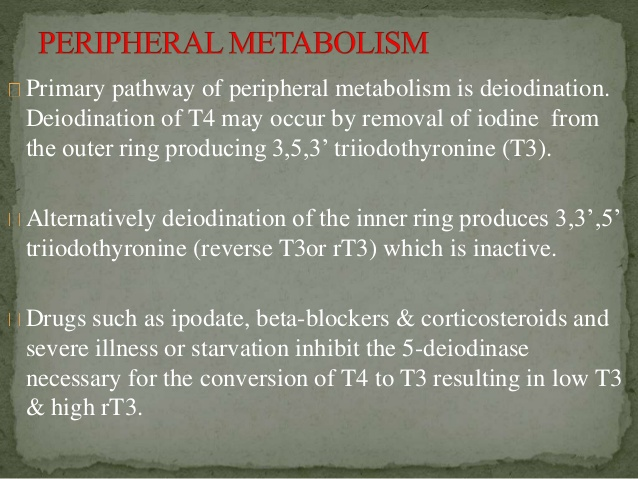 PERIPHERAL METABOLISM
Primary pathway of peripheral metabolism is deiodination.
Deiodination of T4 may occur by removal of iodine from
the outer ring producing 3,5,3’ triiodothyronine (T3).
Alternatively deiodination of the inner ring produces 3,3’,5’
triiodothyronine (reverse T3or rT3) which is inactive.
Drugs such as ipodate, beta-blockers & corticosteroids and
severe illness or starvation inhibit the 5-deiodinase
necessary for the conversion of T4 to T3 resulting in low T3
& high rT3.